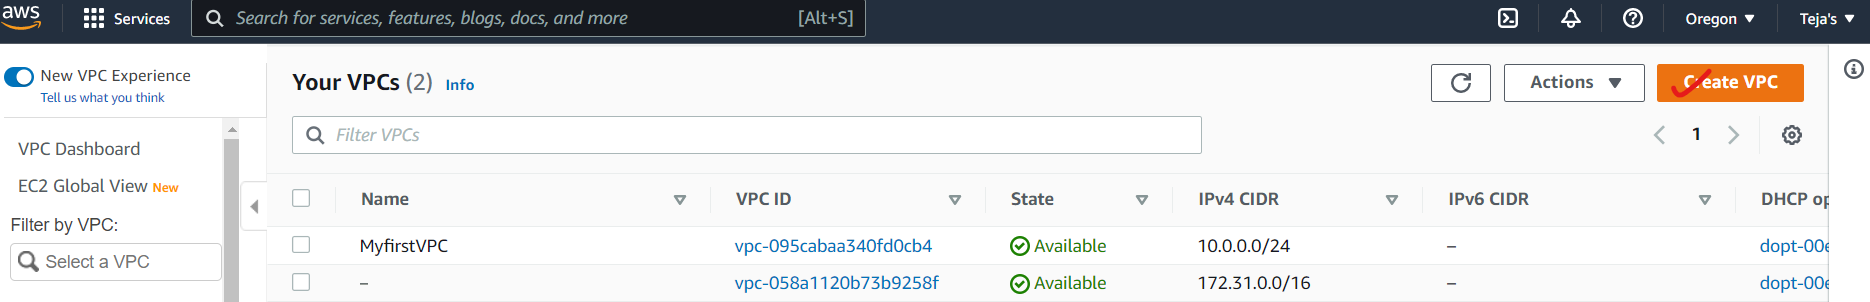 aws Services Search for services, features, blogs, docs, and more [Alt+S] Oregon Teja's
New VPC Experience
Tell us what you think
VPC Dashboard
EC2 Global View New
Filter by VPC:
Select a VPC
Your VPCs (2) Info Actions Create VPC
Filter VPCs 1
Name VPC ID State IPv4 CIDR IPv6 CIDR DHCP op
MyfirstVPC vpc-095cabaa340fd0cb4 Available 10.0.0.0/24 – dopt-00e
– vpc-058a1120b73b9258f Available 172.31.0.0/16 – dopt-00e